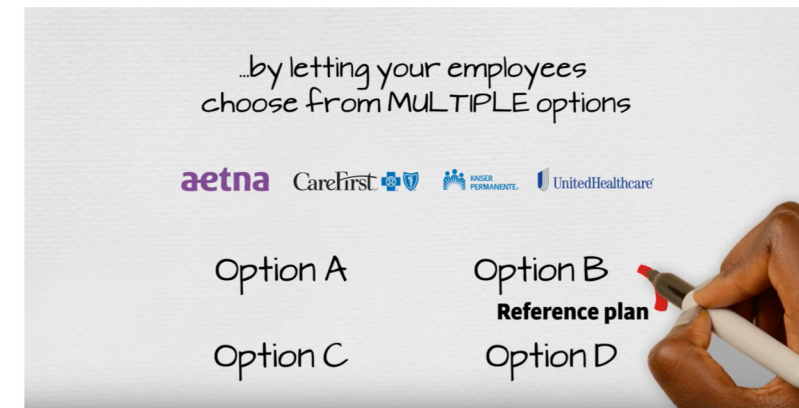 ...by letting your employees
choose from MULTIPLE options
aetna CareFirst KAISER PERMANENTE. UnitedHealthcare
Option A Option B
Reference plan
Option C Option D